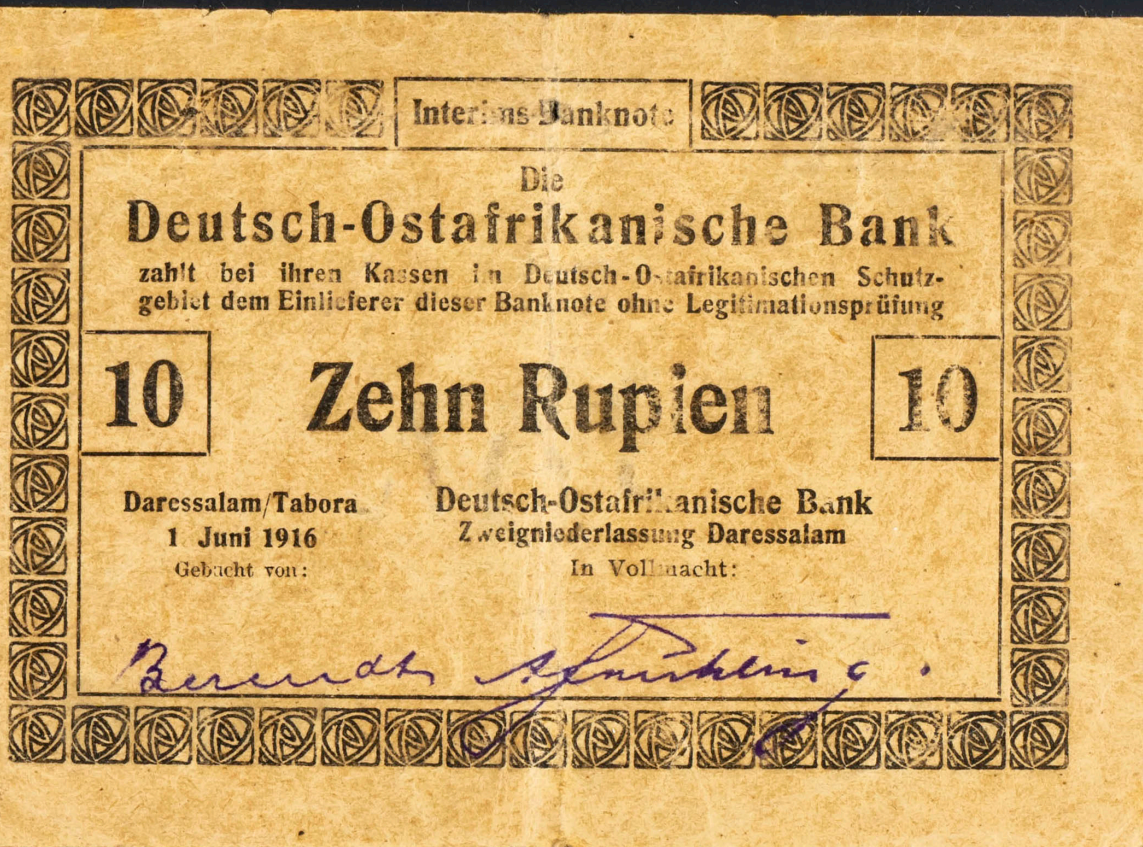 Interims-Banknote
Die
Deutsch-Ostafrikanische Bank
zahlt bei ihren Kassen im Deutsch-Ostafrikanischen Schutz-
gebiet dem Einlieferer dieser Banknote ohne Legitimationsprüfung
10 Zehn Rupien 10
Daressalam/Tabora
1 Juni 1916
Gebucht von:
Deutsch-Ostafrikanische Bank
Zweigniederlassung Daressalam
In Vollmacht:
Berendt